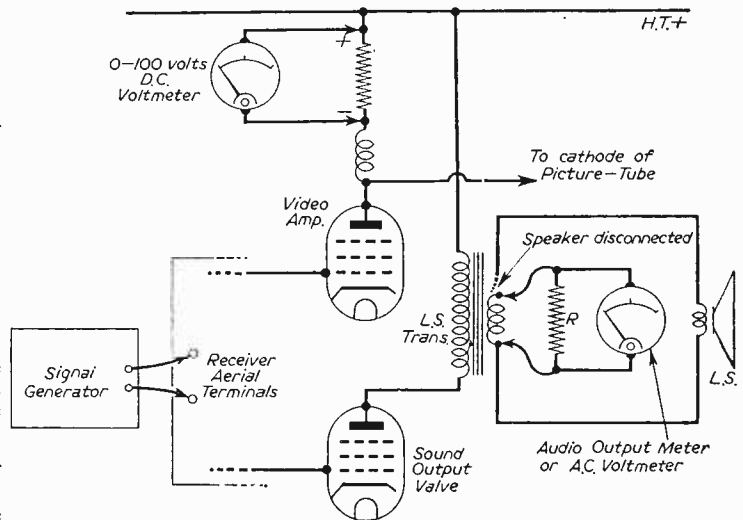 H.T.+
+
0-100 volts
D.C.
Voltmeter
-
To cathode of
Picture-Tube
Video
Amp.
Speaker disconnected
L.S.
Trans.
R
L.S.
Signal
Generator
Receiver
Aerial
Terminals
Sound
Output
Valve
Audio Output Meter
or A.C. Voltmeter